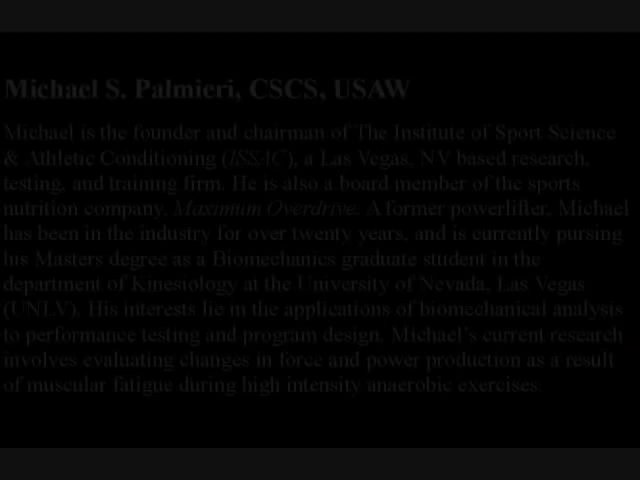 Michael S. Palmieri, CSCS, USAW
Michael is the founder and chairman of The Institute of Sport Science
& Athletic Conditioning (ISSAC), a Las Vegas, NV based research,
testing, and training firm. He is also a board member of the sports
nutrition company, Maximum Overdrive. A former powerlifter, Michael
has been in the industry for over twenty years, and is currently pursing
his Masters degree as a Biomechanics graduate student in the
department of Kinesiology at the University of Nevada, Las Vegas
(UNLV). His interests lie in the applications of biomechanical analysis
to performance testing and program design. Michael's current research
involves evaluating changes in force and power production as a result
of muscular fatigue during high intensity anaerobic exercises.